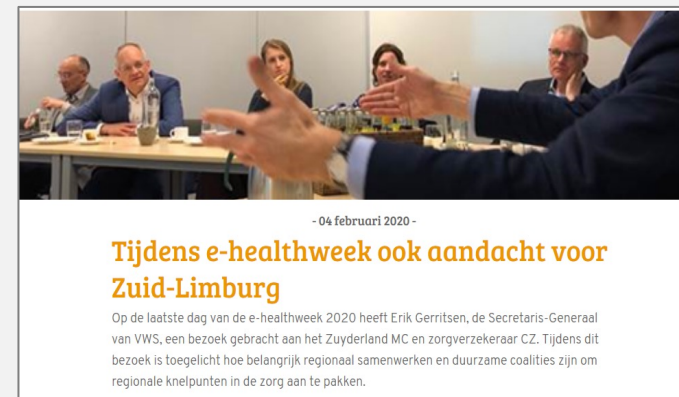 - 04 februari 2020 -
Tijdens e-healthweek ook aandacht voor
Zuid-Limburg
Op de laatste dag van de e-healthweek 2020 heeft Erik Gerritsen, de Secretaris-Generaal
van VWS, een bezoek gebracht aan het Zuyderland MC en zorgverzekeraar CZ. Tijdens dit
bezoek is toegelicht hoe belangrijk regionaal samenwerken en duurzame coalities zijn om
regionale knelpunten in de zorg aan te pakken.